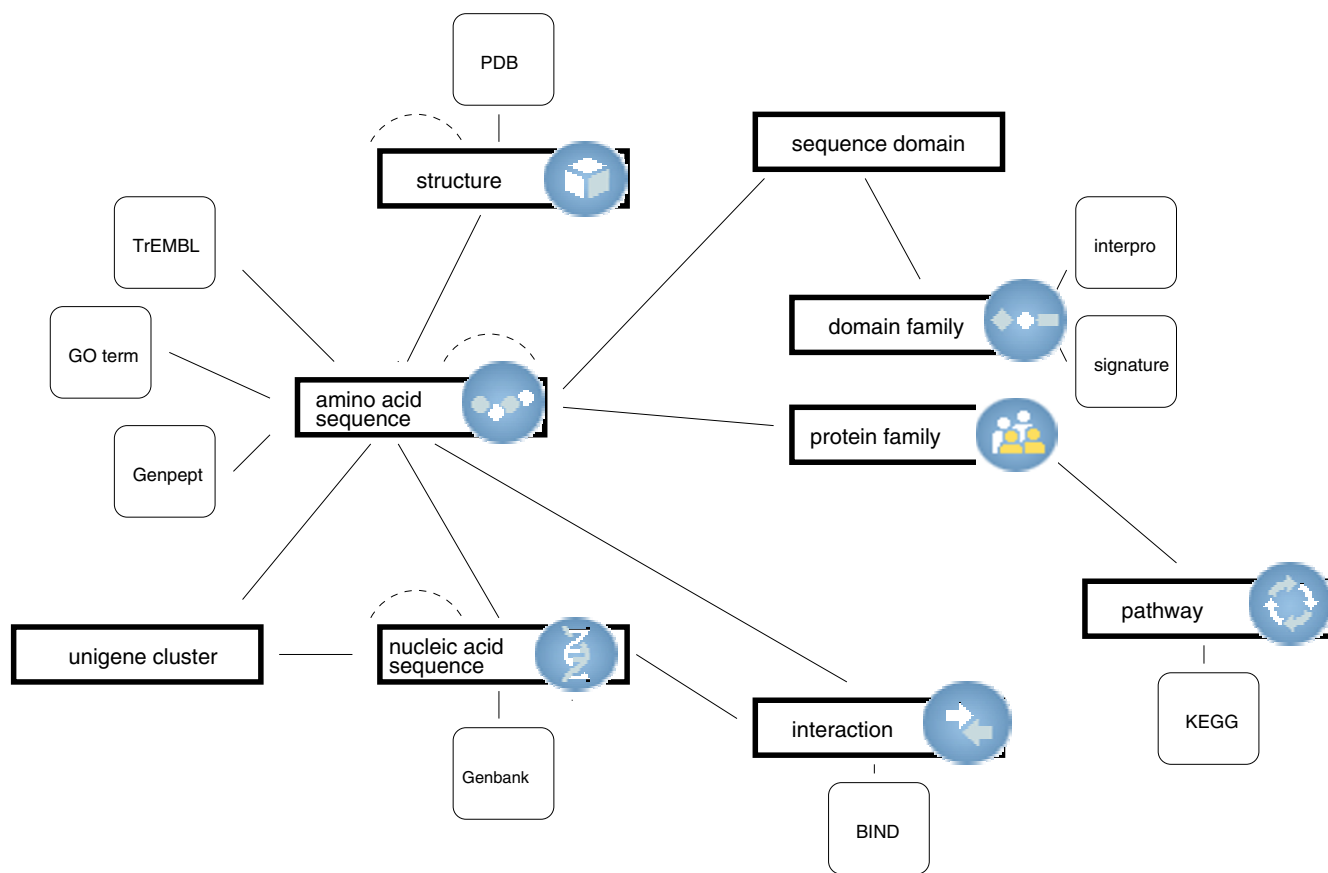 PDB
sequence domain
structure
TrEMBL
interpro
domain family
GO term
signature
amino acid
sequence
protein family
Genpept
pathway
unigene cluster
nucleic acid
sequence
interaction
KEGG
Genbank
BIND